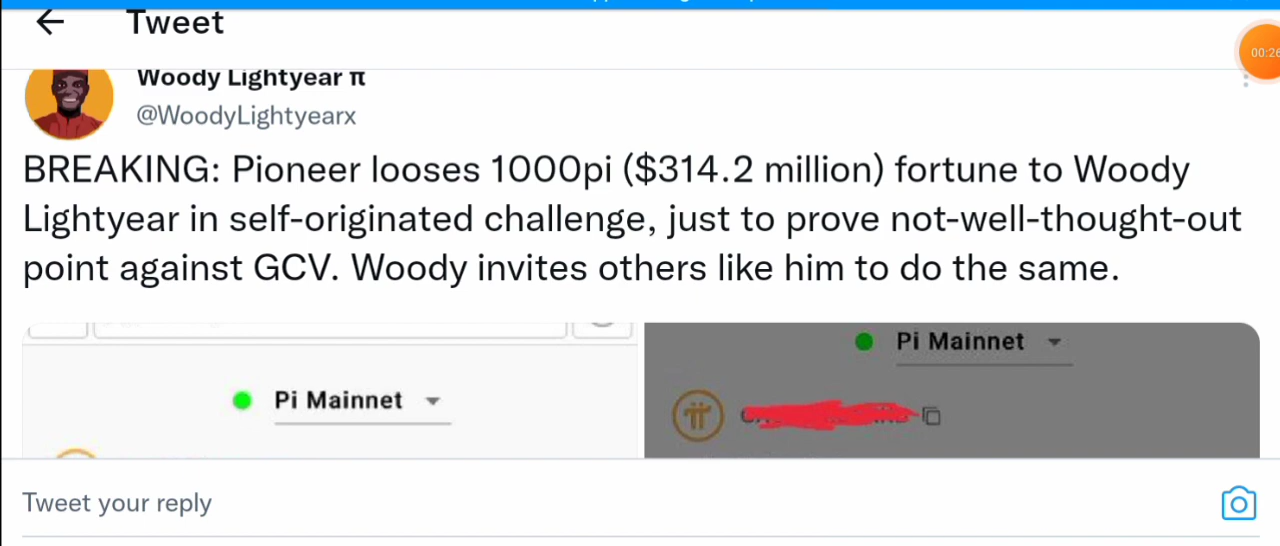 Tweet
00:26
Woody Lightyear π
@WoodyLightyearx
BREAKING: Pioneer looses 1000pi ($314.2 million) fortune to Woody
Lightyear in self-originated challenge, just to prove not-well-thought-out
point against GCV. Woody invites others like him to do the same.
Pi Mainnet
Pi Mainnet
Tweet your reply